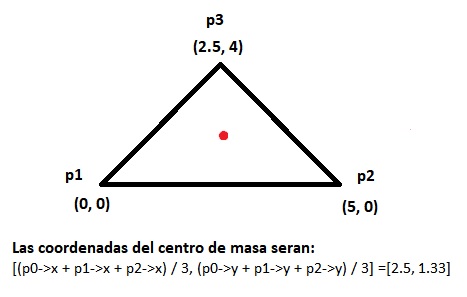 p3
(2.5, 4)
p1
p2
(0, 0)
(5, 0)
Las coordenadas del centro de masa seran:
[(p0->x + p1->x + p2->x) / 3, (p0->y + p1->y + p2->y) / 3] =[2.5, 1.33]